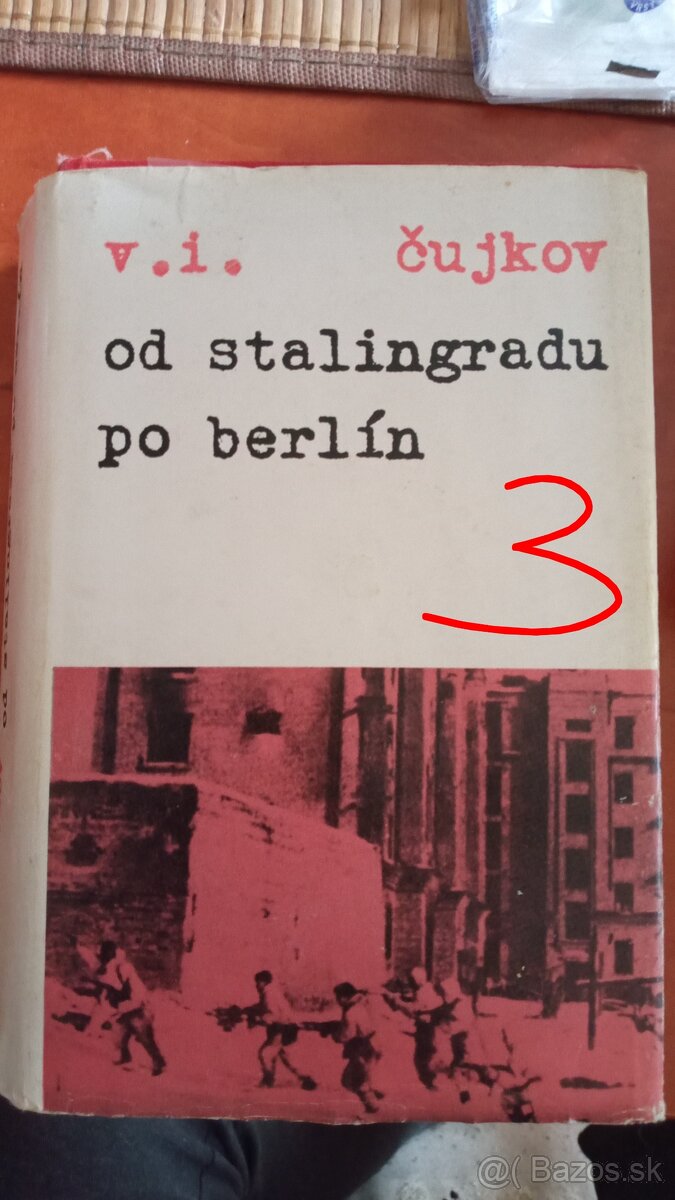 v.i. čujkov
od stalingradu
po berlín
3
@( Bazos.sk